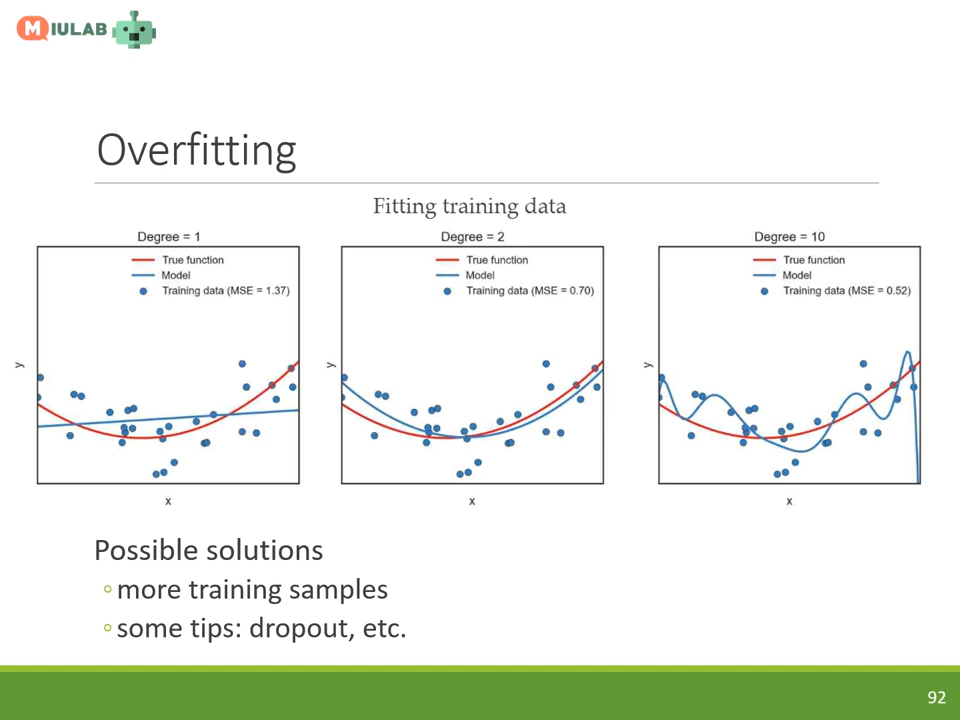 MIULAB
Overfitting
Fitting training data
Degree = 1
True function
Model
Training data (MSE = 1.37)
y
x
Degree = 2
True function
Model
Training data (MSE = 0.70)
y
x
Degree = 10
True function
Model
Training data (MSE = 0.52)
y
x
Possible solutions
◦more training samples
◦some tips: dropout, etc.
92